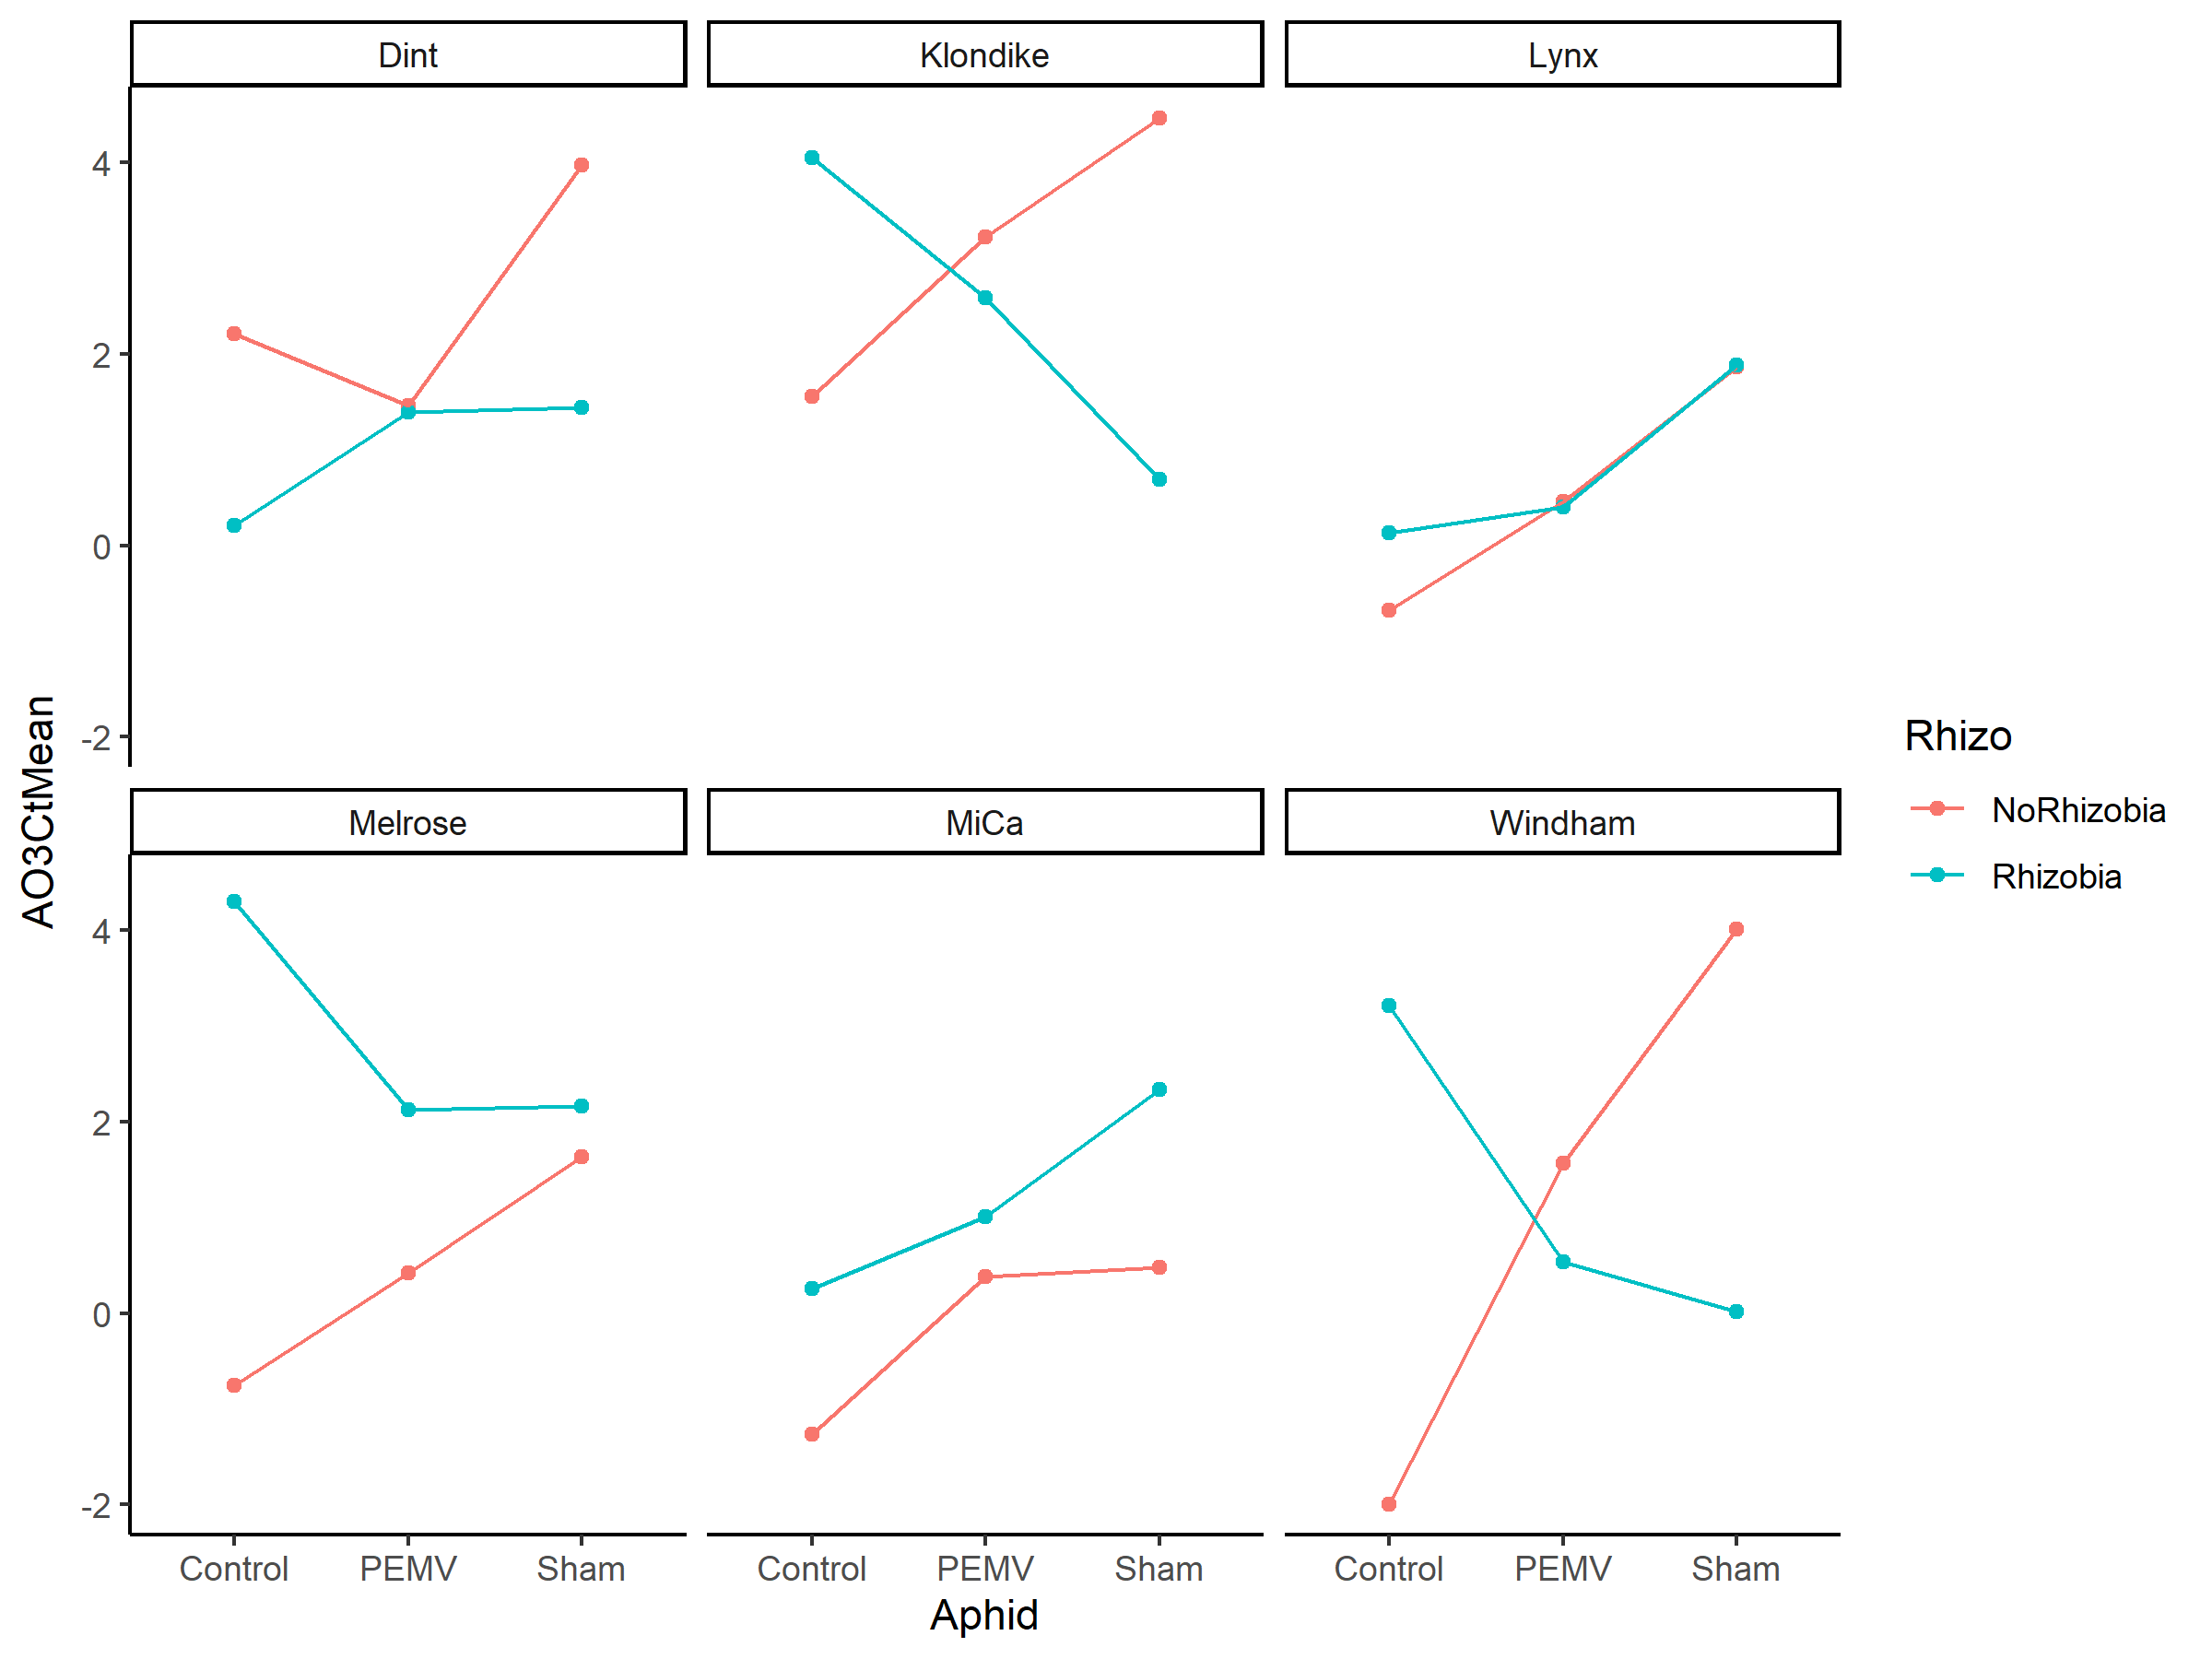 Dint
Klondike
Lynx
4
2
0
-2
Melrose
MiCa
Windham
4
2
0
-2
Control
PEMV
Sham
Control
PEMV
Sham
Control
PEMV
Sham
Aphid
AO3CtMean
Rhizo
NoRhizobia
Rhizobia